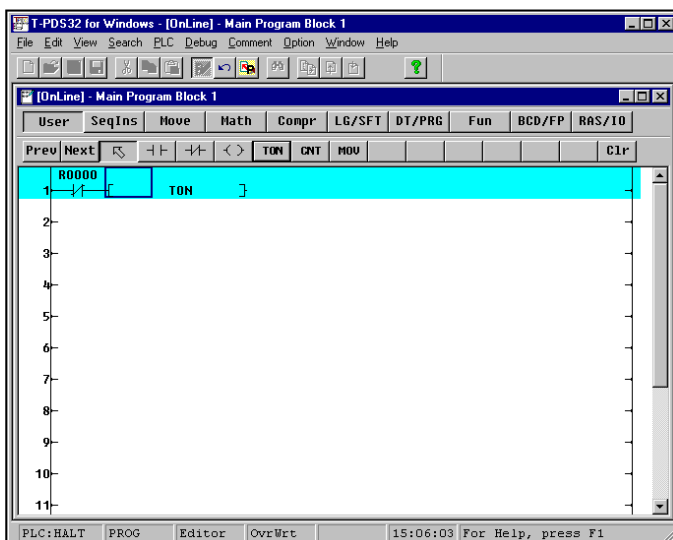 T-PDS32 for Windows - [OnLine] - Main Program Block 1
File Edit View Search PLC Debug Comment Option Window Help
[OnLine] - Main Program Block 1
User SeqIns Move Math Compr LG/SFT DT/PRG Fun BCD/FP RAS/IO
Prev Next TON CNT MOV Clr
R0000
1 TON
2
3
4
5
6
7
8
9
10
11
PLC:HALT PROG Editor OvrWrt 15:06:03 For Help, press F1